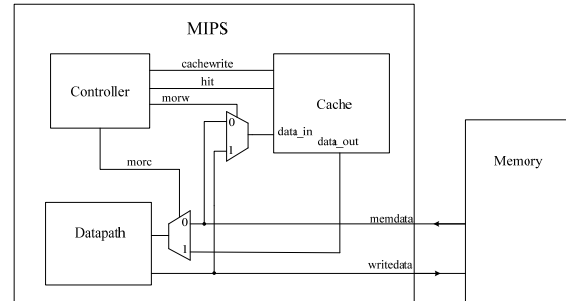 MIPS
cachewrite
hit
Controller
morw
Cache
0
data_in
1
data_out
morc
Memory
Datapath
0
memdata
1
writedata